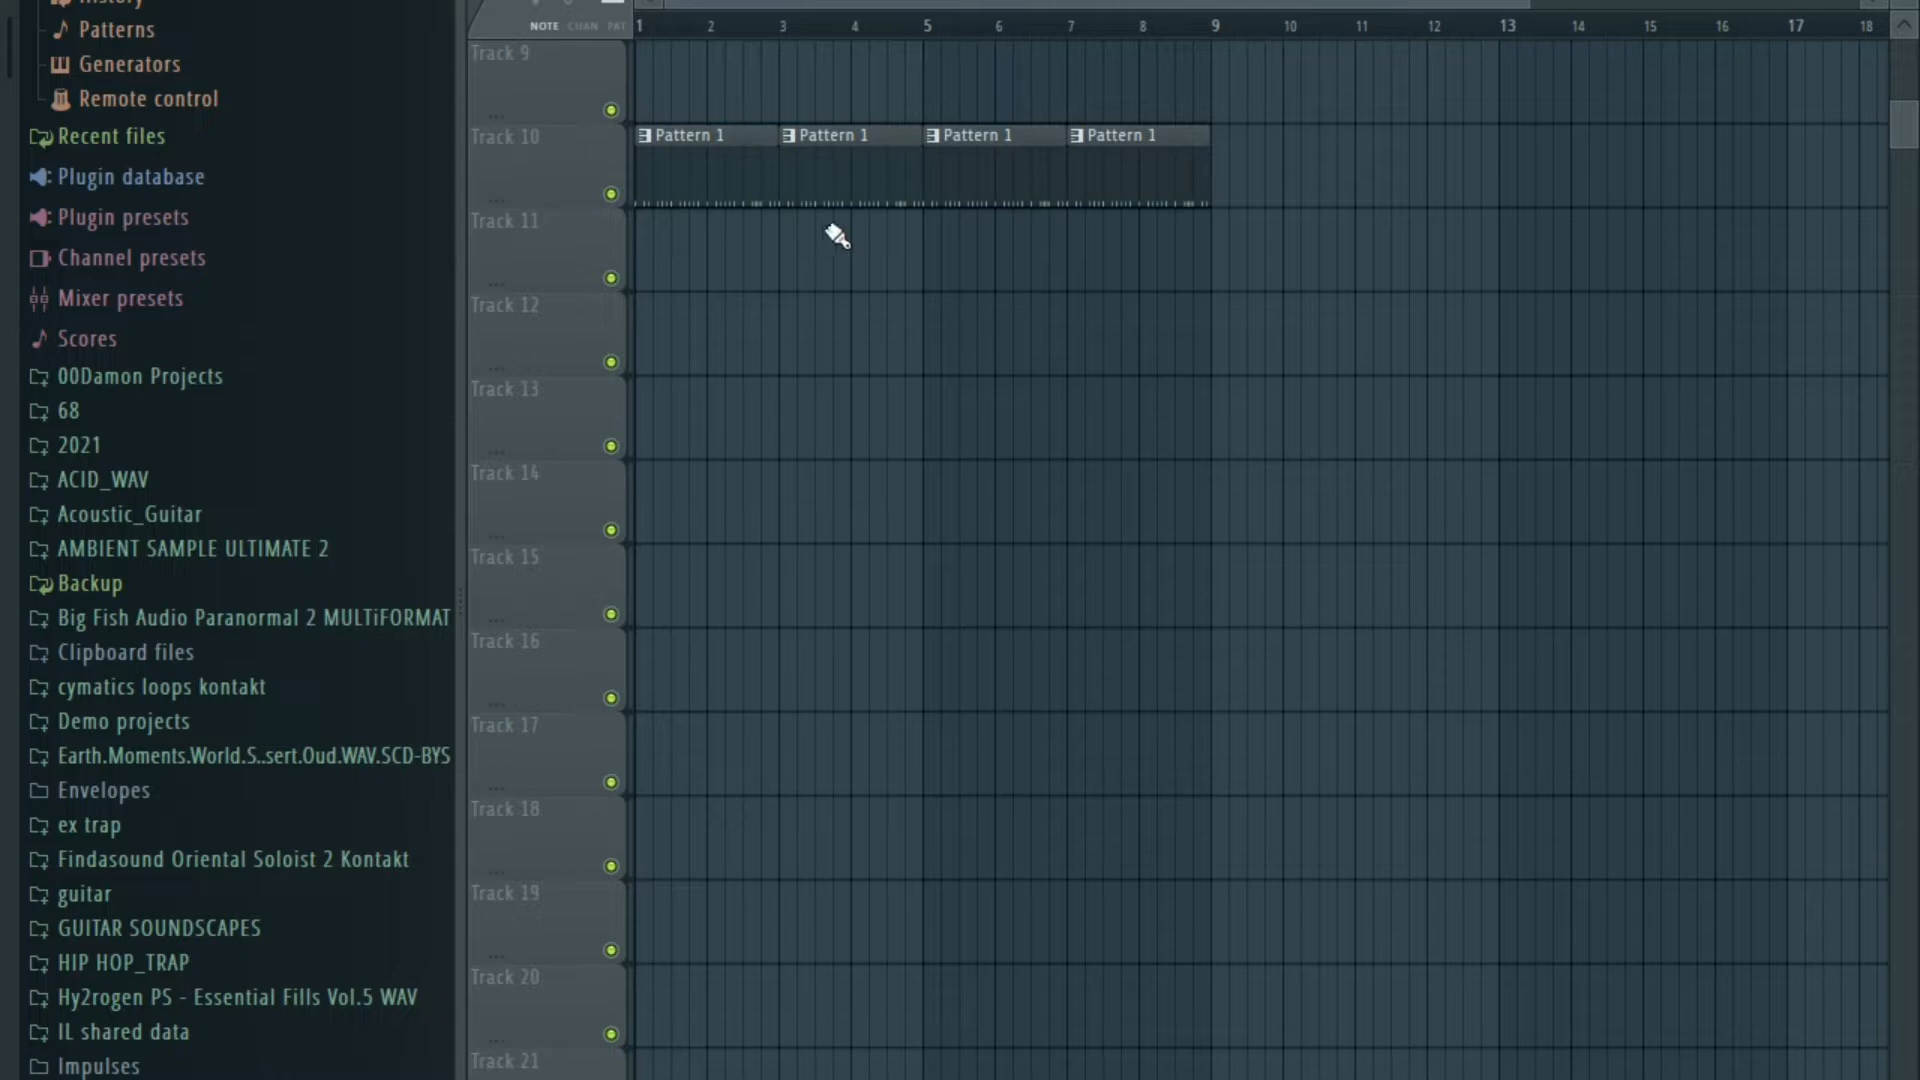 History
Patterns
Generators
Remote control
Recent files
Plugin database
Plugin presets
Channel presets
Mixer presets
Scores
00Damon Projects
68
2021
ACID_WAV
Acoustic_Guitar
AMBIENT SAMPLE ULTIMATE 2
Backup
Big Fish Audio Paranormal 2 MULTiFORMAT
Clipboard files
cymatics loops kontakt
Demo projects
Earth.Moments.World.S..sert.Oud.WAV.SCD-BYS
Envelopes
ex trap
Findasound Oriental Soloist 2 Kontakt
guitar
GUITAR SOUNDSCAPES
HIP HOP_TRAP
Hy2rogen PS - Essential Fills Vol.5 WAV
IL shared data
Impulses
NOTE CHAN PAT 1 2 3 4 5 6 7 8 9 10 11 12 13 14 15 16 17 18
Track 9
Track 10 Pattern 1 Pattern 1 Pattern 1 Pattern 1
Track 11
Track 12
Track 13
Track 14
Track 15
Track 16
Track 17
Track 18
Track 19
Track 20
Track 21